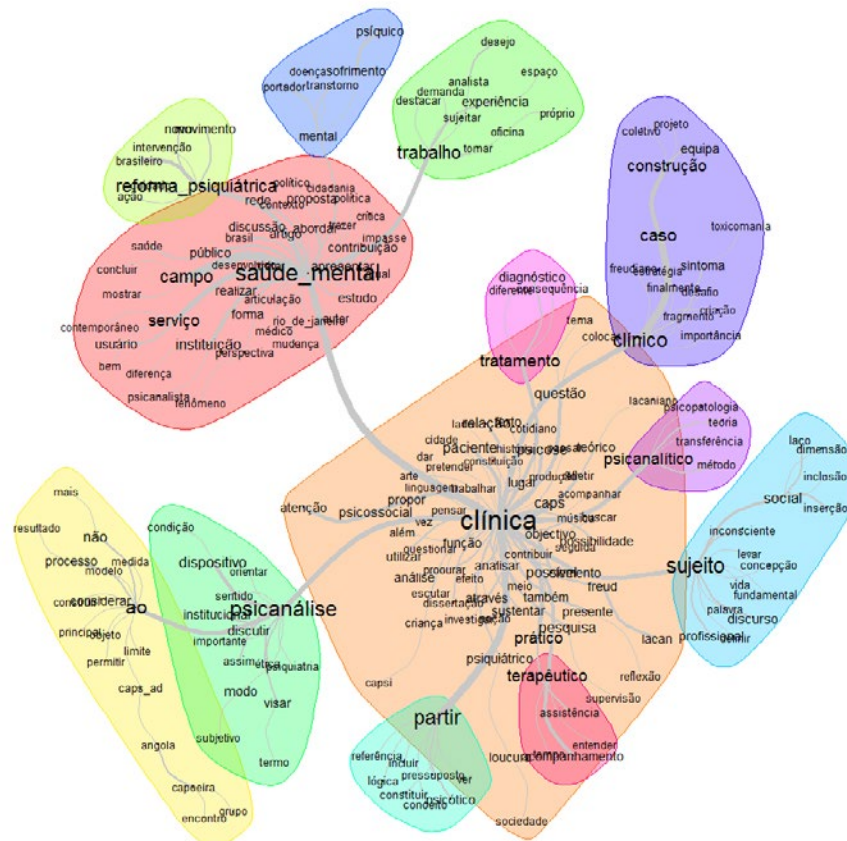 psíquico
doençasofrimento
portador transtorno
mental
desejo
analista espaço
demanda
destacar experiência
sujeitar próprio
oficina
tomar
trabalho
movimento
intervenção
brasileiro
reforma_psiquiátrica
ação
político cidadania
rede proposta política
contexto trazer crítica
discussão abordar
artigo impasse
brasil contribuição
saúde público
apresentar
concluir campo saúde_mental
realizar estudo
mostrar articulação
serviço forma rio_de_janeiro autor
contemporâneo médico
usuário instituição mudança
perspectiva
bem diferença
psicanalista
fenômeno
projeto
coletivo equipa
construção
toxicomania
caso
freudiano estratégia sintoma
finalmente
desafio
fragmento criação
clínico importância
diagnóstico
diferente consequência
tema
colocar
tratamento
questão
lacaniano
psicopatologia
teoria
psicanalítico transferência
método
relação
cotidiano
cidade paciente psicose teórico
dar
pretender constituição
arte produção
linguagem trabalhar lugar
acompanhar
atenção propor caps
psicossocial pensar música buscar
clínica
além vez objectivo
função possibilidade
questionar seguida
utilizar contribuir
procurar
análise efeito analisar
escutar meio freud
dissertação através também
sustentar presente
criança
prático pesquisa lacan
psiquiátrico
capsi
terapêutico reflexão
supervisão
assistência
entender
acompanhamento
loucura
sociedade
laço
dimensão
social inclusão
inserção
inconsciente
sujeito levar concepção
vida
fundamental
palavra discurso
profissional
definir
mais
condição
resultado não
dispositivo
processo medida orientar
modelo
considerar sentido
ao institucional psicanálise
principal objeto discutir
importante
permitir limite assimétrica psiquiatria
caps_ad modo
visar
angola subjetivo
termo
capoeira
grupo
encontro
partir
referência
incluir
pressuposto ver
lógica
constituir psicótico
conceito